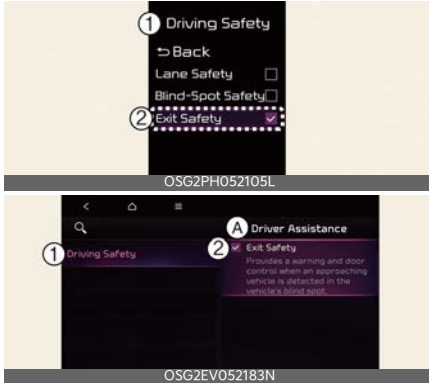 1 Driving Safety
Back
Lane Safety
Blind-Spot Safety
2 Exit Safety
OSG2PH052105L
A Driver Assistance
1 Driving Safety
2 Exit Safety
Provides a warning and door
control when an approaching
vehicle is detected in the
vehicle's blind spot.
OSG2EV052183N